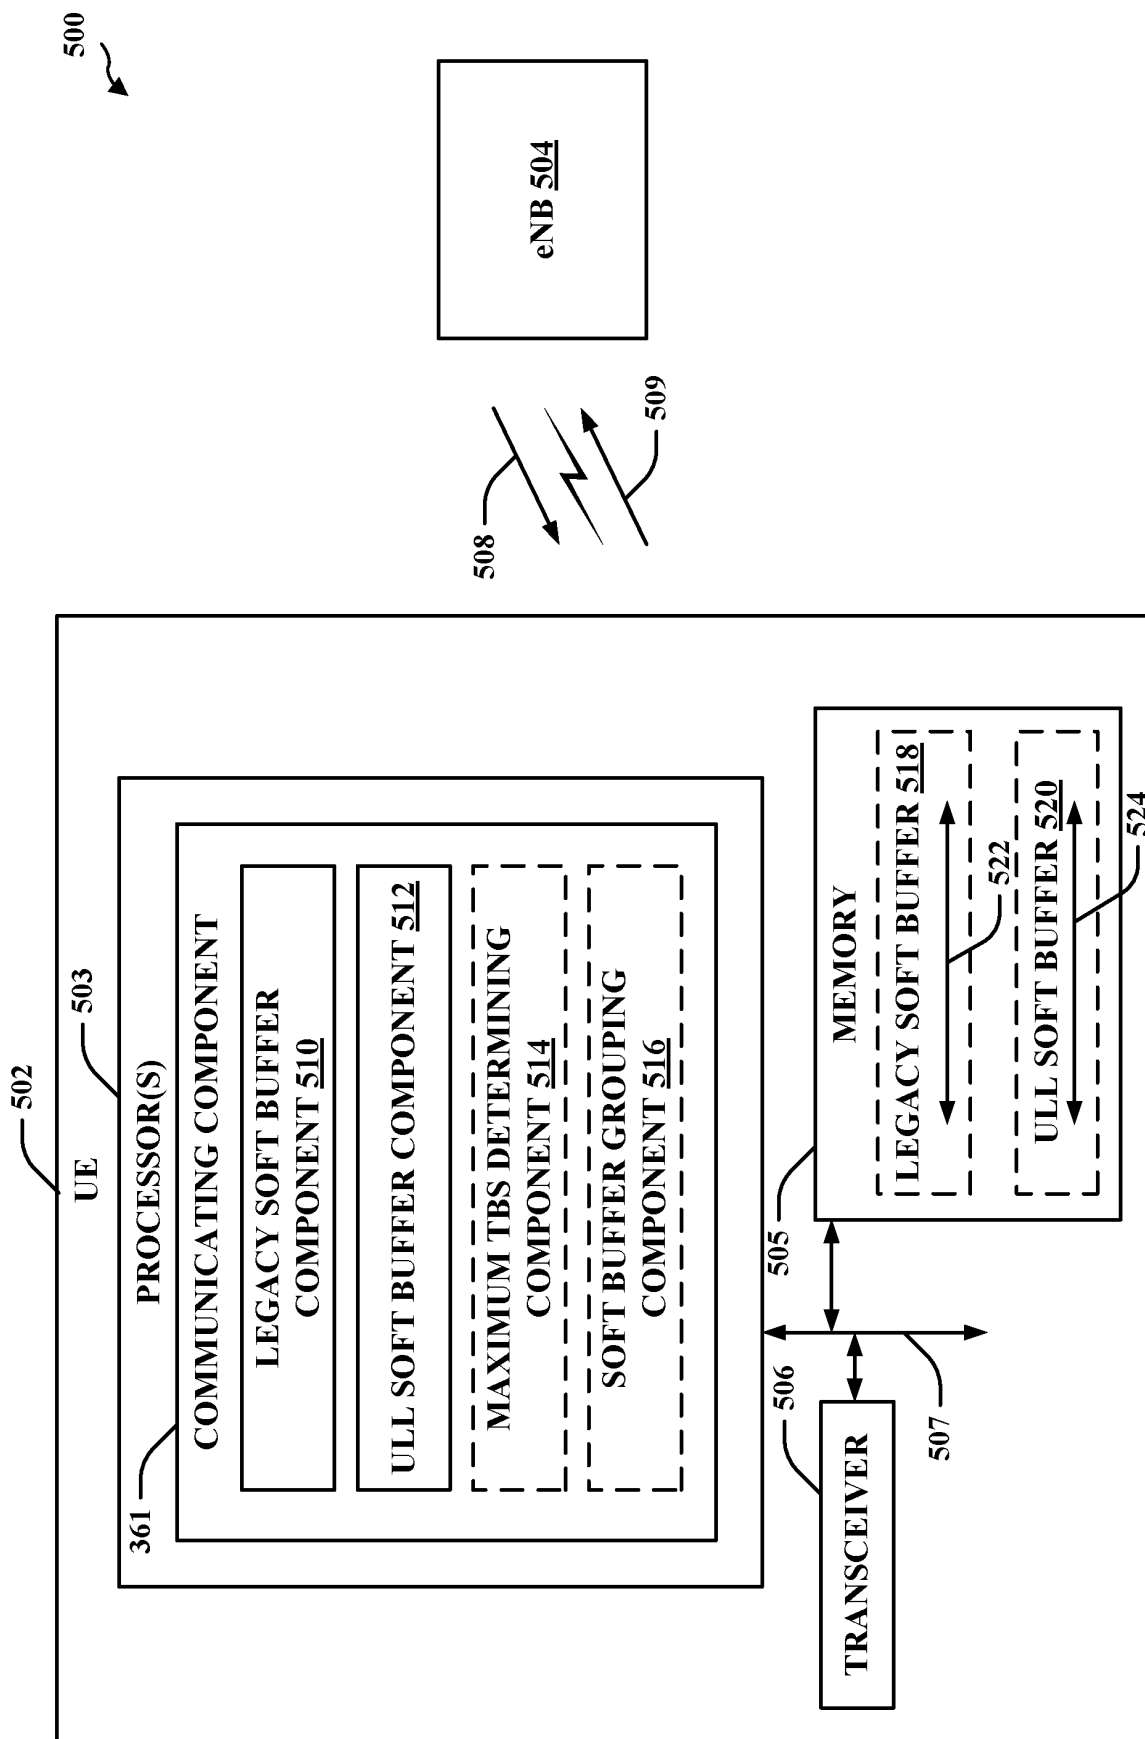 500
502
UE
503
PROCESSOR(S)
361
COMMUNICATING COMPONENT
LEGACY SOFT BUFFER
COMPONENT 510
ULL SOFT BUFFER COMPONENT 512
MAXIMUM TBS DETERMINING
COMPONENT 514
SOFT BUFFER GROUPING
COMPONENT 516
508
509
eNB 504
506
TRANSCEIVER
507
505
MEMORY
LEGACY SOFT BUFFER 518
522
ULL SOFT BUFFER 520
524